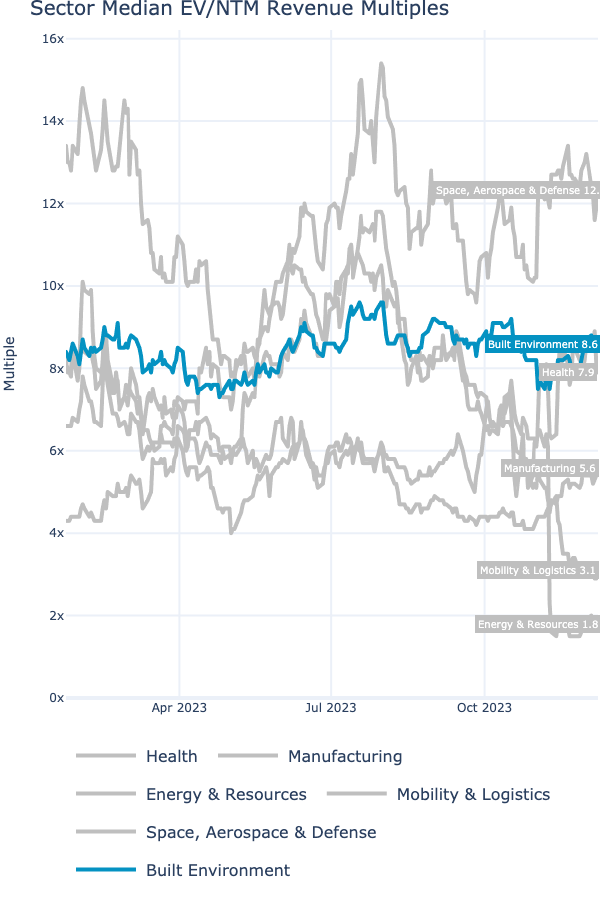 Sector Median EV/NTM Revenue Multiples
16x
14x
12x
10x
8x
6x
4x
2x
0x
Multiple
Space, Aerospace & Defense 12.
Built Environment 8.6
Health 7.9
Manufacturing 5.6
Mobility & Logistics 3.1
Energy & Resources 1.8
Apr 2023 Jul 2023 Oct 2023
Health Manufacturing
Energy & Resources Mobility & Logistics
Space, Aerospace & Defense
Built Environment